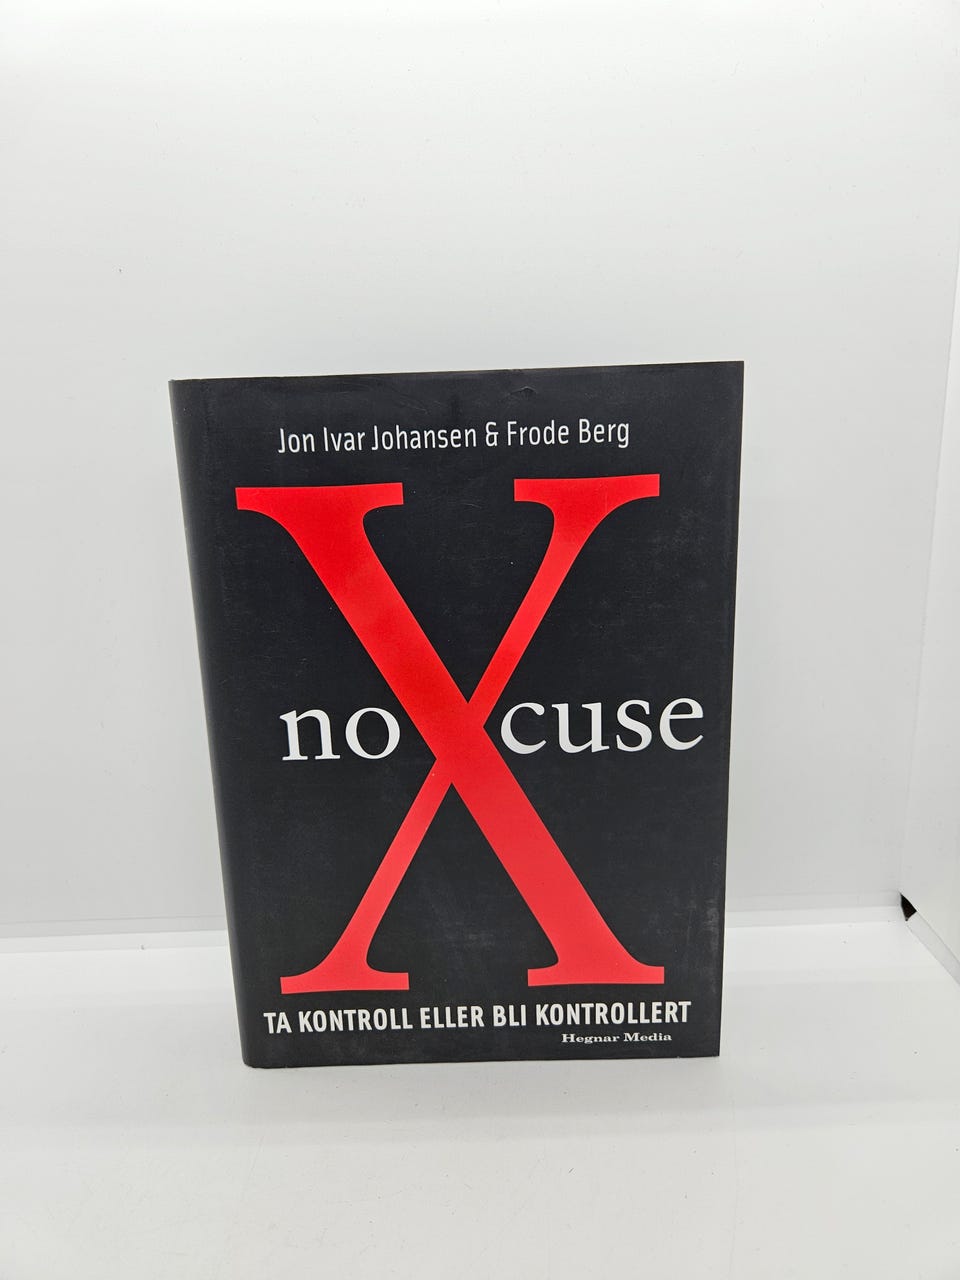 Jon Ivar Johansen & Frode Berg
noXcuse
TA KONTROLL ELLER BLI KONTROLLERT
Hegnar Media